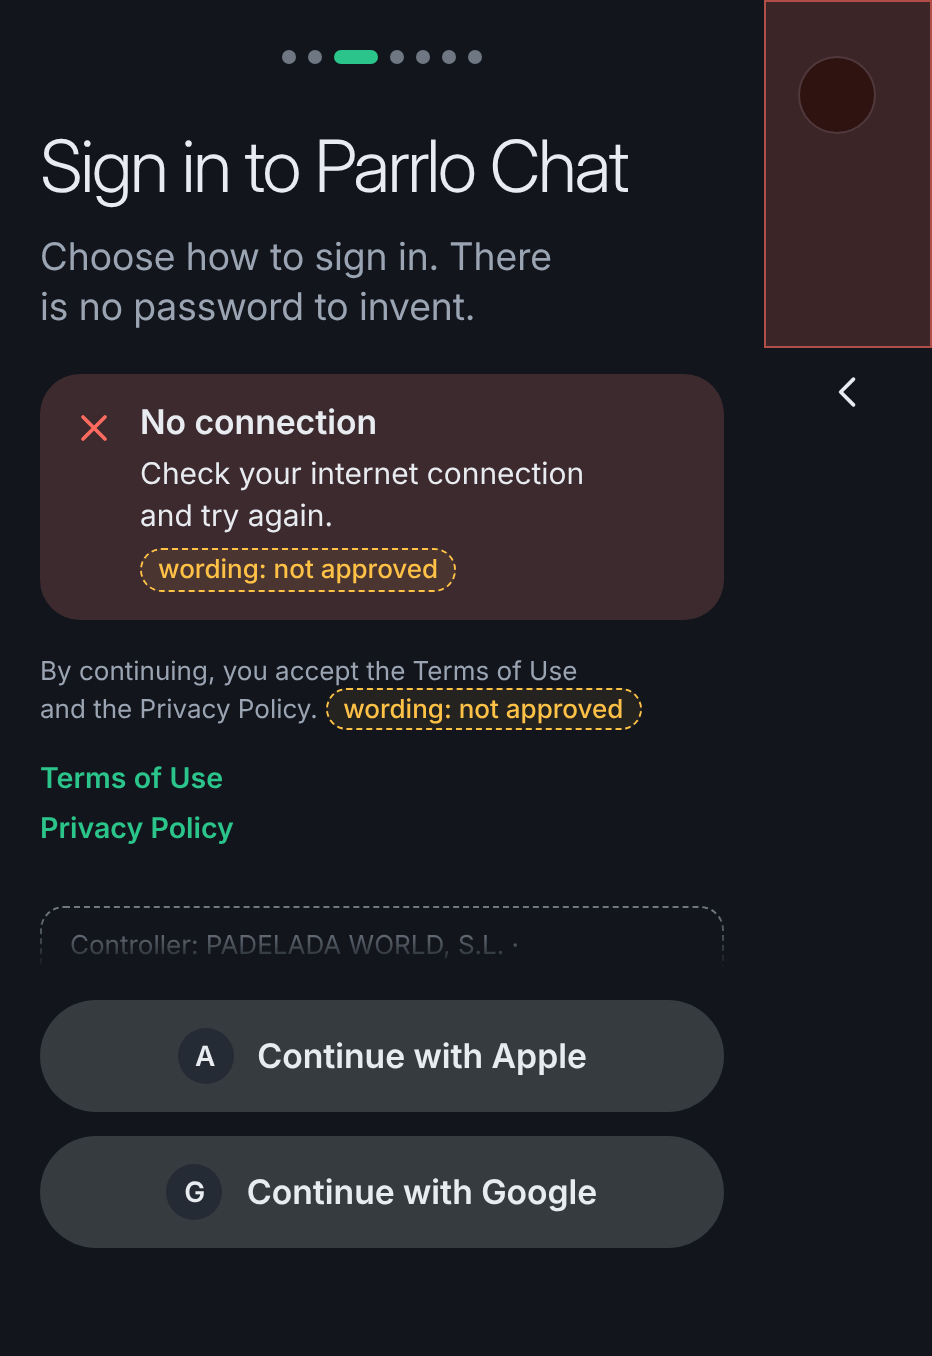 Sign in to Parrlo Chat
Choose how to sign in. There
is no password to invent.
No connection
Check your internet connection
and try again.
wording: not approved
By continuing, you accept the Terms of Use
and the Privacy Policy. wording: not approved
Terms of Use
Privacy Policy
Controller: PADELADA WORLD, S.L. ·
A Continue with Apple
G Continue with Google